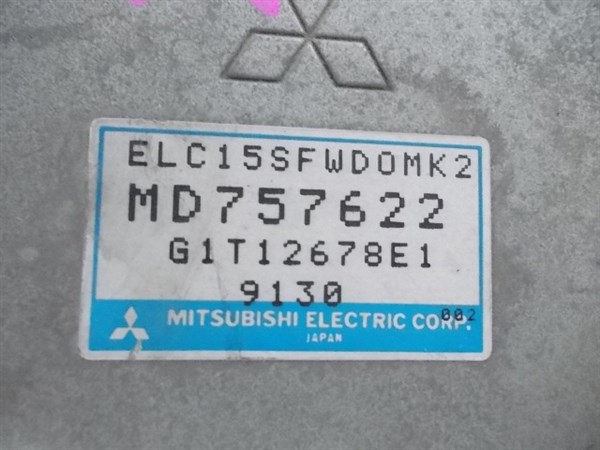 ELC15SFWDOMK2
MD757622
G1T12678E1
9130
002
MITSUBISHI ELECTRIC CORP.
JAPAN